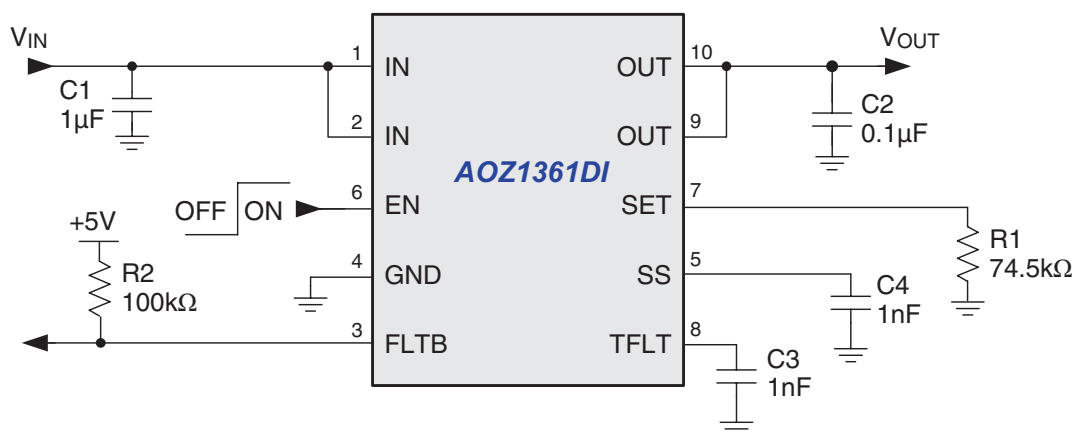 VIN
VOUT
1
IN
OUT
10
C1
1µF
C2
0.1µF
2
IN
OUT
9
AOZ1361DI
OFF
ON
6
EN
SET
7
+5V
R2
100kΩ
R1
74.5kΩ
4
GND
SS
5
C4
1nF
3
FLTB
TFLT
8
C3
1nF